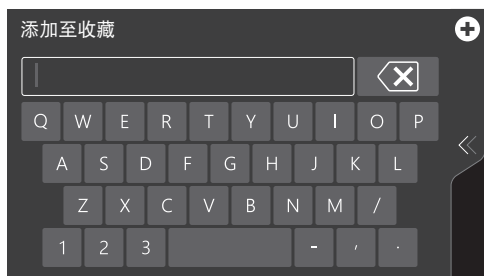 添加至收藏
Q W E R T Y U I O P
A S D F G H J K L
Z X C V B N M /
1 2 3 - , .